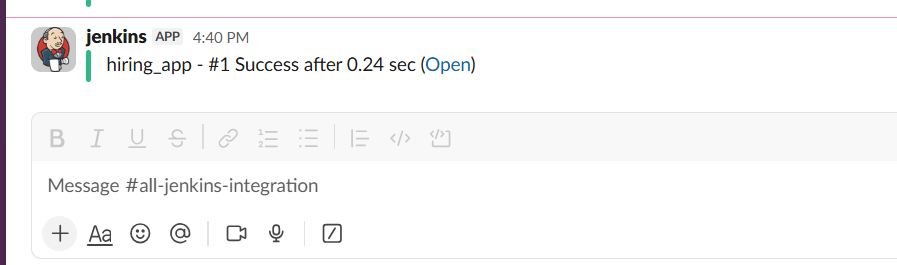 jenkins APP 4:40 PM
hiring_app - #1 Success after 0.24 sec (Open)
B I U S
Message #all-jenkins-integration
Aa @